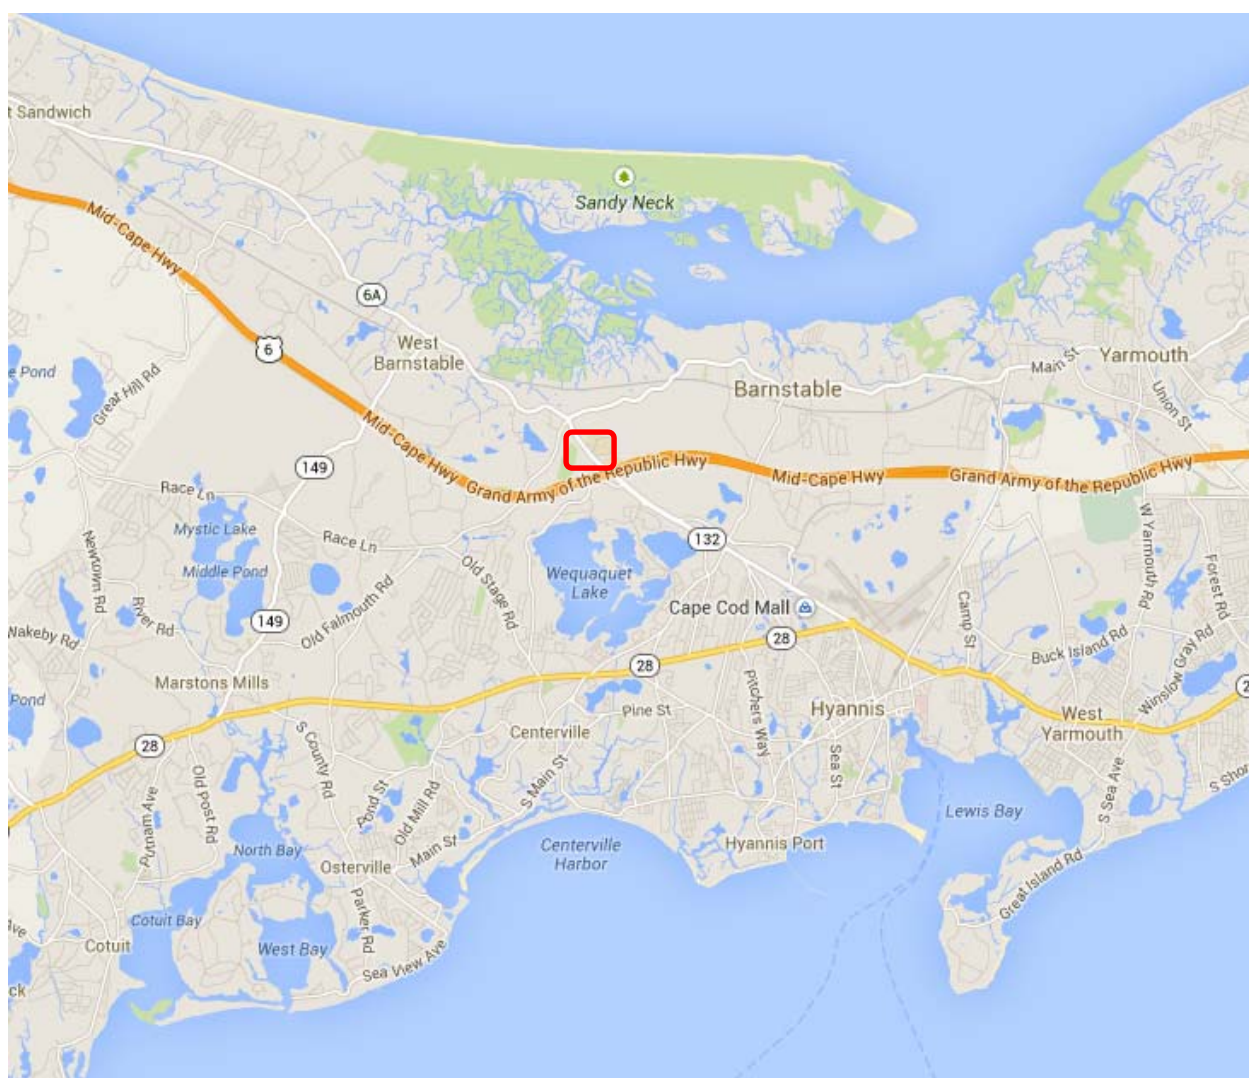 t Sandwich
Sandy Neck
Mid-Cape Hwy
6A
West
Barnstable
6
Yarmouth
Main St
e Pond
Great Hill Rd
Barnstable
Union St
Mid-Cape Hwy
149
Grand Army of the Republic Hwy
Mid-Cape Hwy
Grand Army of the Republic Hwy
Race Ln
Mystic Lake
Race Ln
132
W Yarmouth Rd
Newtown Rd
Middle Pond
Old Stage Rd
Wequaquet
Lake
Forest Rd
River Rd
149
Old Falmouth Rd
Cape Cod Mall
Camp St
Wakeby Rd
28
Buck Island Rd
Winslow Gray Rd
Marstons Mills
28
Pitchers Way
2
Pond
Pine St
Hyannis
West
Yarmouth
28
S County Rd
Centerville
Sea St
Old Post Rd
S Main St
S Sea Ave
S Shor
Putnam Ave
Pond St
Old Mill Rd
Lewis Bay
North Bay
Main St
Centerville
Harbor
Hyannis Port
Osterville
Great Island Rd
Parker Rd
Cotuit Bay
Ave
Cotuit
West Bay
Sea View Ave
ck